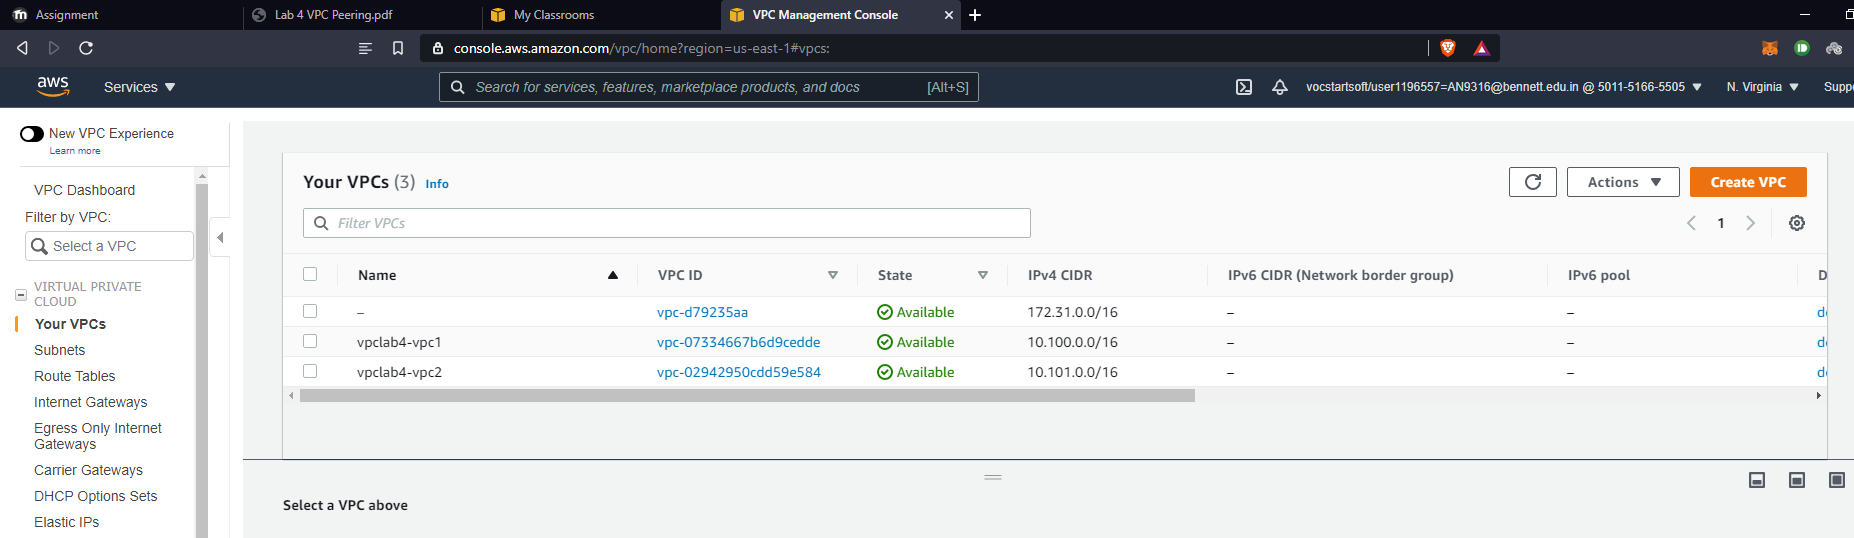 Assignment
Lab 4 VPC Peering.pdf
My Classrooms
VPC Management Console
console.aws.amazon.com/vpc/home?region=us-east-1#vpcs:
aws
Services
Search for services, features, marketplace products, and docs
[Alt+S]
vocstartsoft/user1196557=AN9316@bennett.edu.in @ 5011-5166-5505
N. Virginia
Supp
New VPC Experience
Learn more
VPC Dashboard
Filter by VPC:
Select a VPC
VIRTUAL PRIVATE
CLOUD
Your VPCs
Subnets
Route Tables
Internet Gateways
Egress Only Internet
Gateways
Carrier Gateways
DHCP Options Sets
Elastic IPs
Your VPCs (3) Info
Actions
Create VPC
Filter VPCs
1
Name VPC ID State IPv4 CIDR IPv6 CIDR (Network border group) IPv6 pool D
– vpc-d79235aa Available 172.31.0.0/16 – – d
vpclab4-vpc1 vpc-07334667b6d9cedde Available 10.100.0.0/16 – – d
vpclab4-vpc2 vpc-02942950cdd59e584 Available 10.101.0.0/16 – – d
Select a VPC above